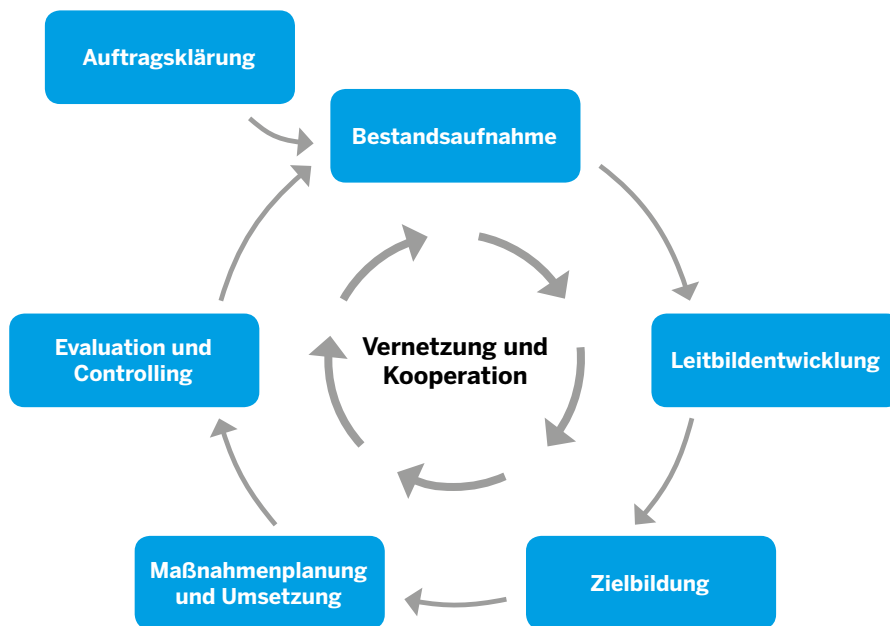 Auftragsklärung
Bestandsaufnahme
Leitbildentwicklung
Zielbildung
Maßnahmenplanung
und Umsetzung
Evaluation und
Controlling
Vernetzung und
Kooperation